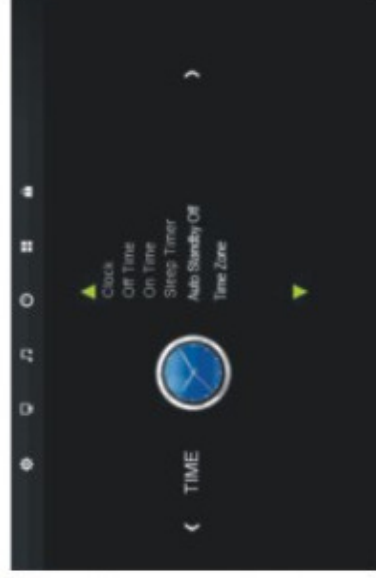 TIME
Clock
Off Time
On Time
Sleep Timer
Auto Standby Off
Time Zone